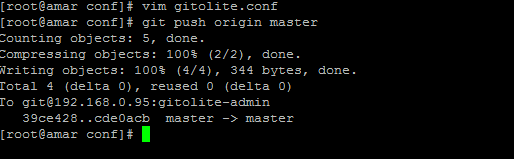 [root@amar conf]# vim gitolite.conf
[root@amar conf]# git push origin master
Counting objects: 5, done.
Compressing objects: 100% (2/2), done.
Writing objects: 100% (4/4), 344 bytes, done.
Total 4 (delta 0), reused 0 (delta 0)
To git@192.168.0.95:gitolite-admin
   39ce428..cde0acb  master -> master
[root@amar conf]#